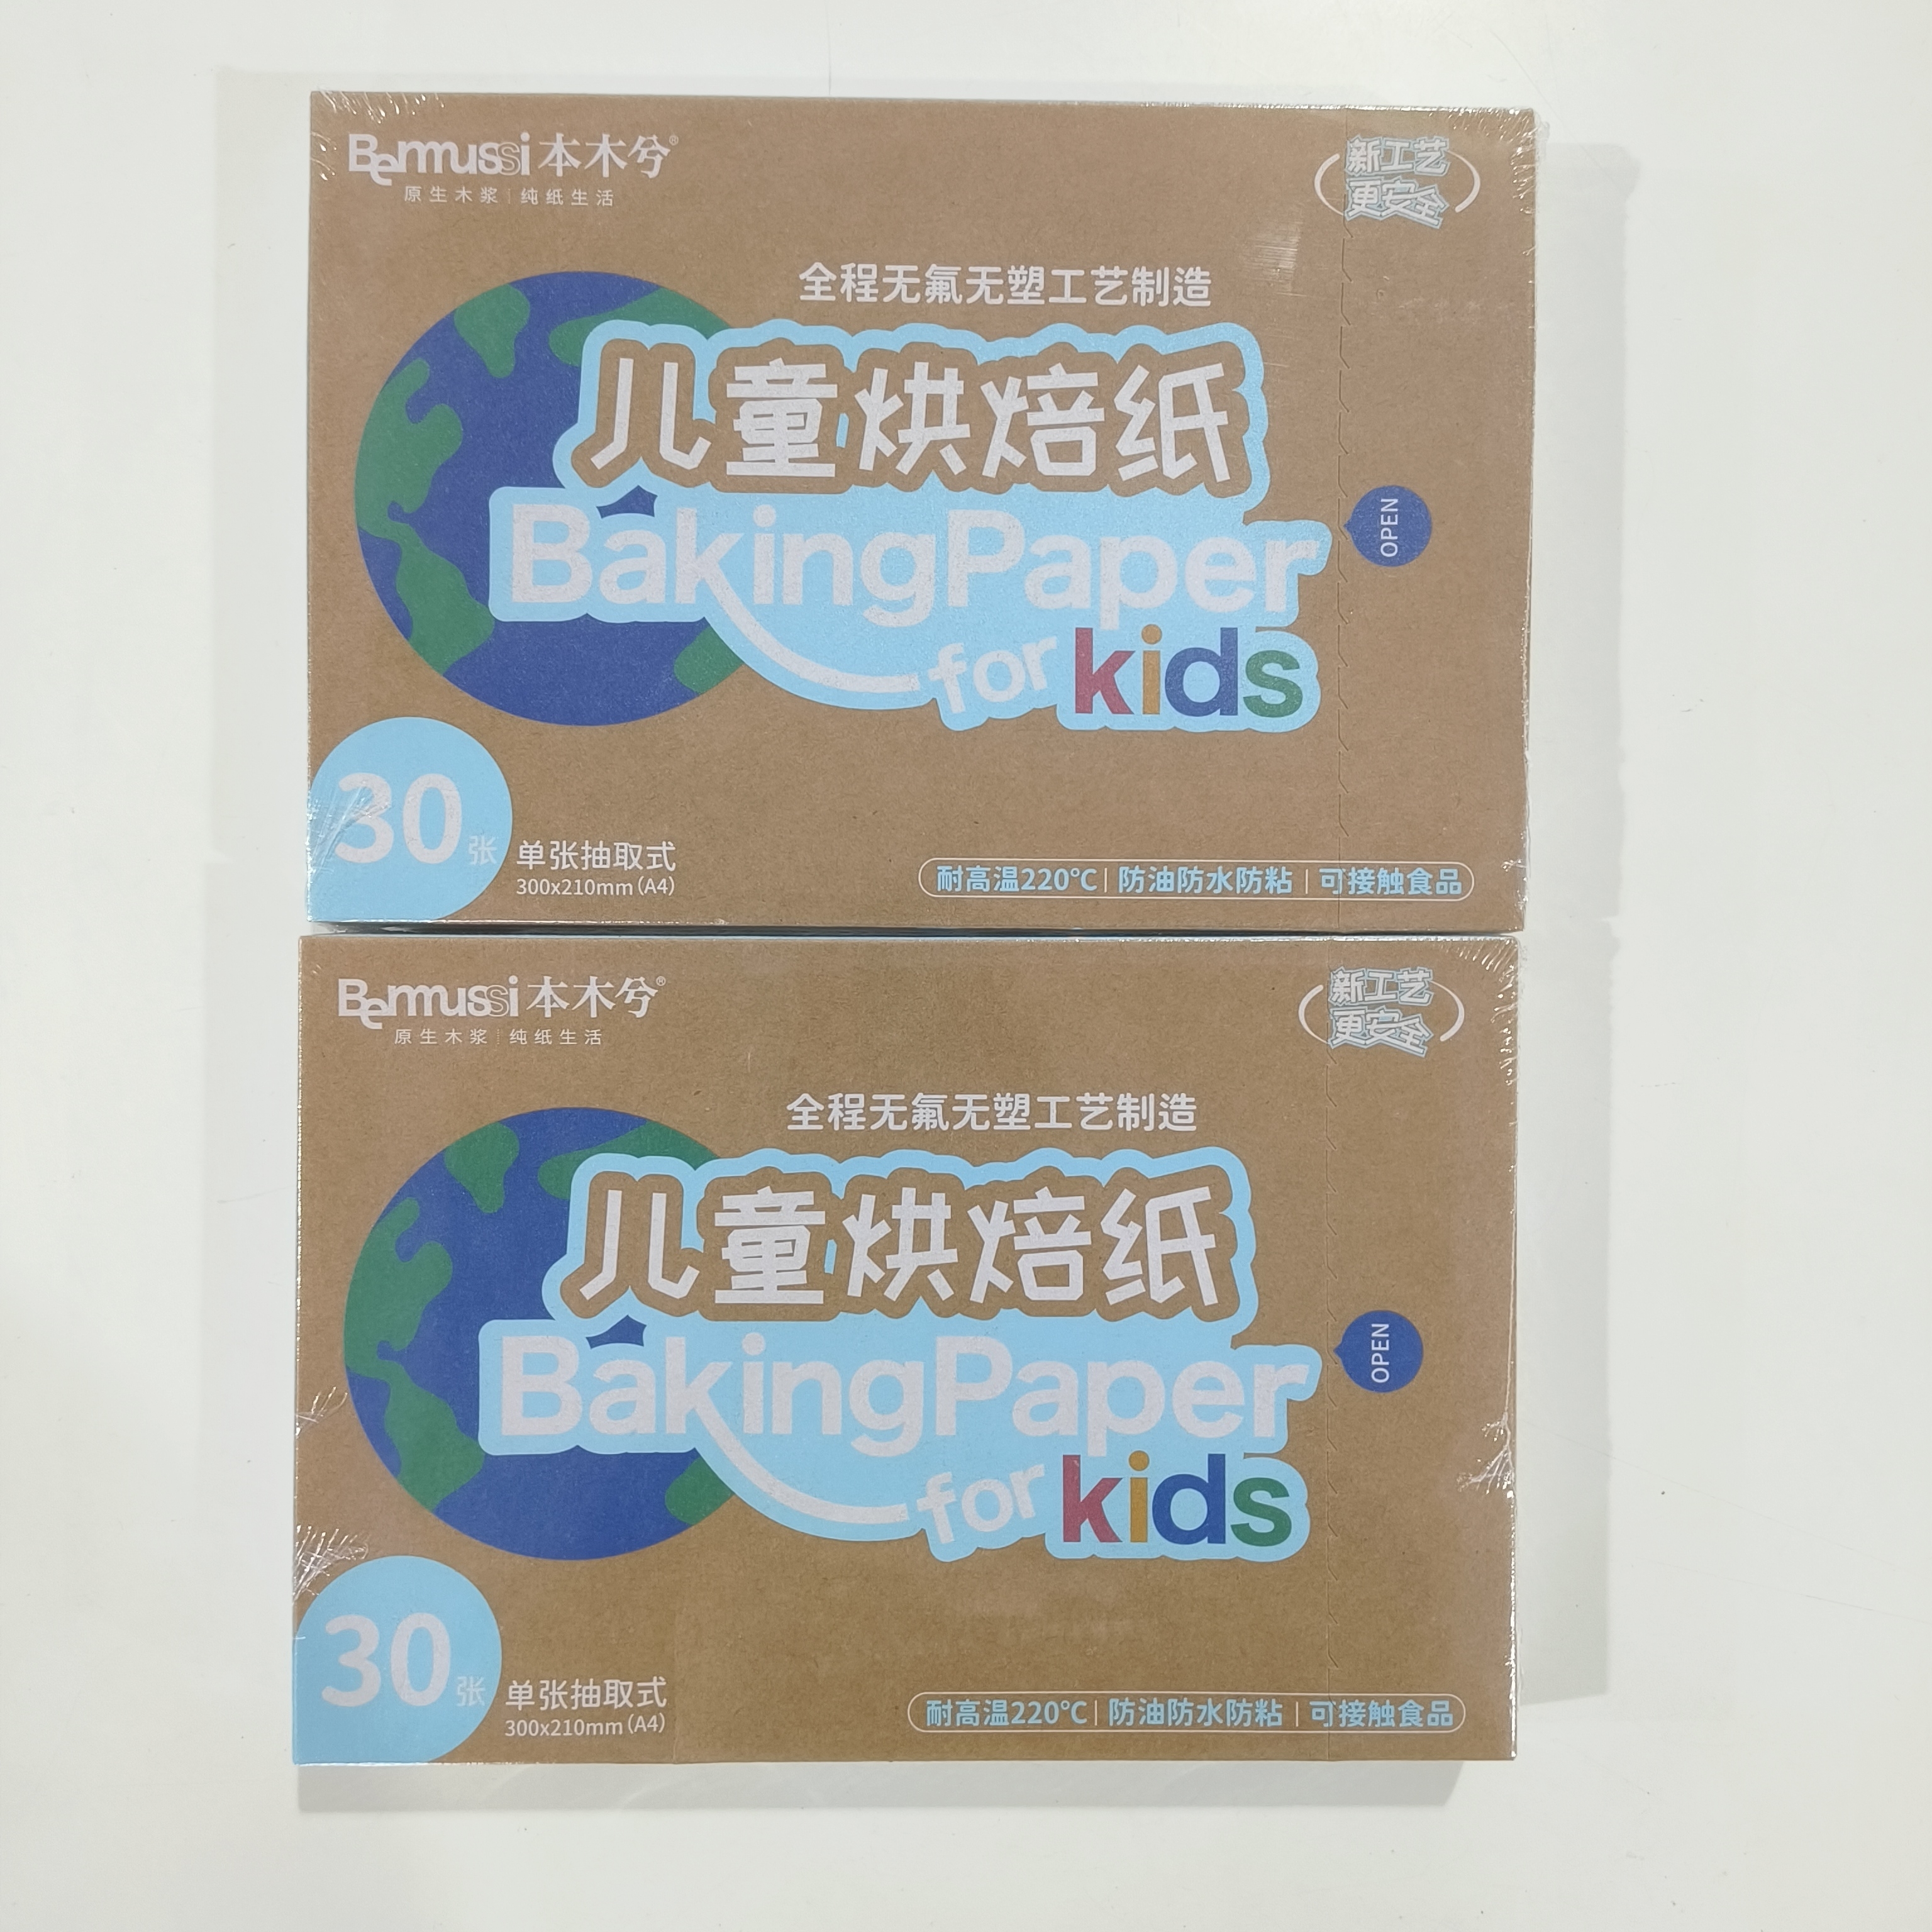 Benmussi 本木兮®
原生木浆 | 纯纸生活
新工艺
更安全
全程无氟无塑工艺制造
儿童烘焙纸
BakingPaper
for kids
OPEN
30张
单张抽取式
300x210mm(A4)
耐高温220℃ | 防油防水防粘 | 可接触食品
Benmussi 本木兮®
原生木浆 | 纯纸生活
新工艺
更安全
全程无氟无塑工艺制造
儿童烘焙纸
BakingPaper
for kids
OPEN
30张
单张抽取式
300x210mm(A4)
耐高温220℃ | 防油防水防粘 | 可接触食品